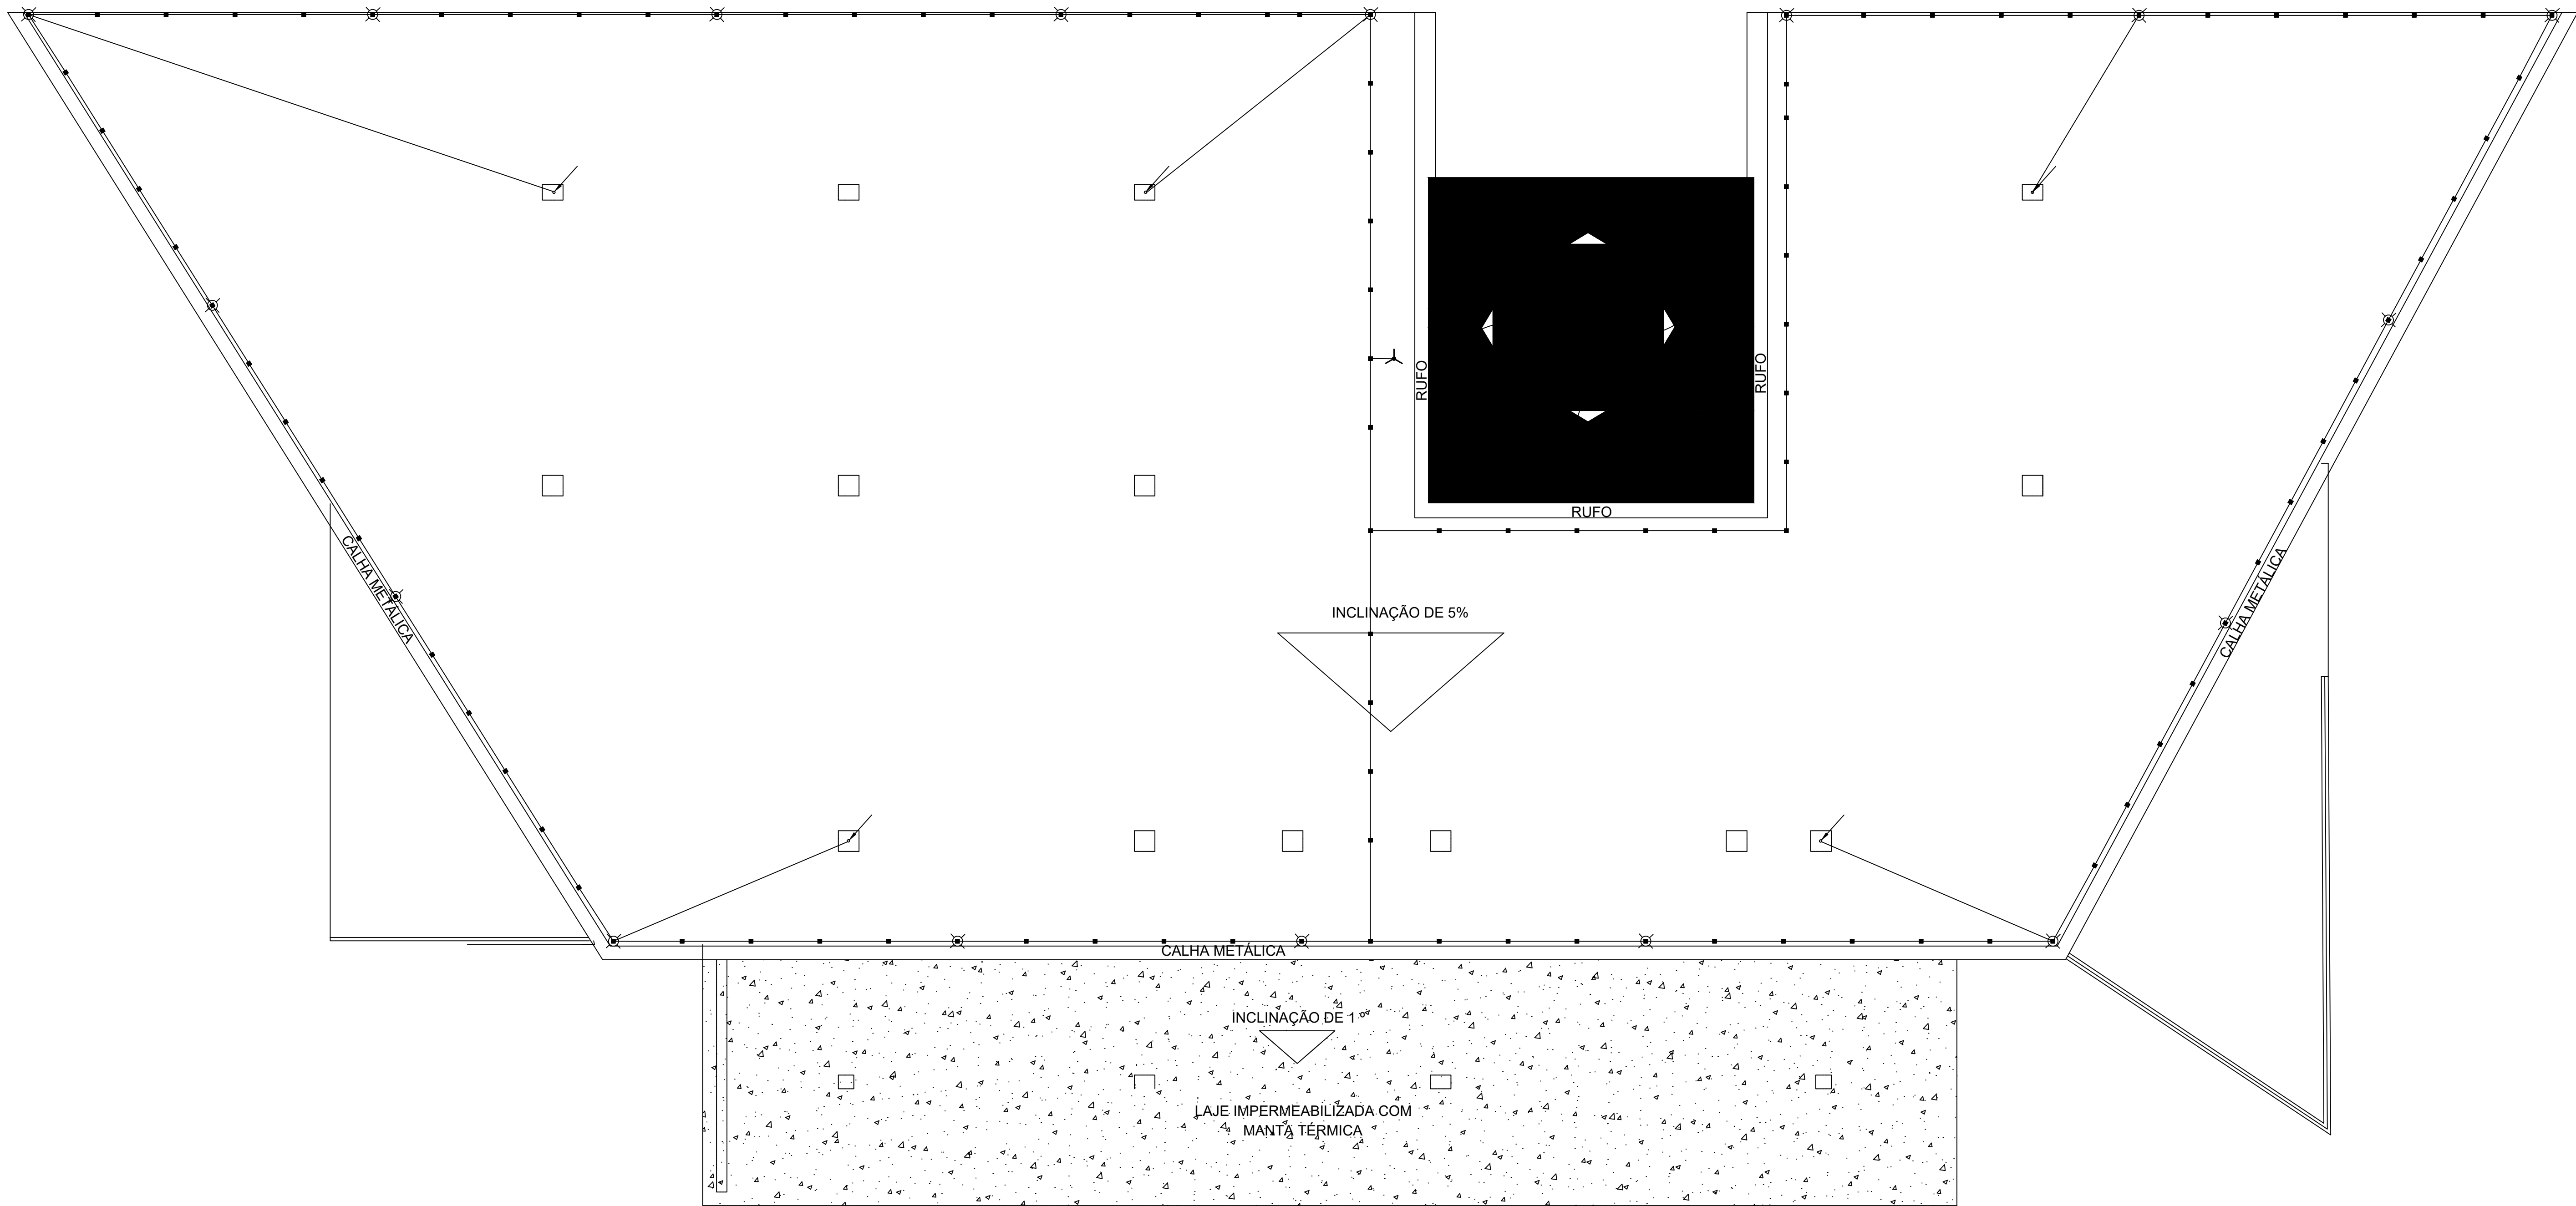 RUFO
RUFO
RUFO
CALHA METÁLICA
CALHA METÁLICA
INCLINAÇÃO DE 5%
CALHA METÁLICA
INCLINAÇÃO DE 1°
LAJE IMPERMEABILIZADA COM
MANTA TÉRMICA